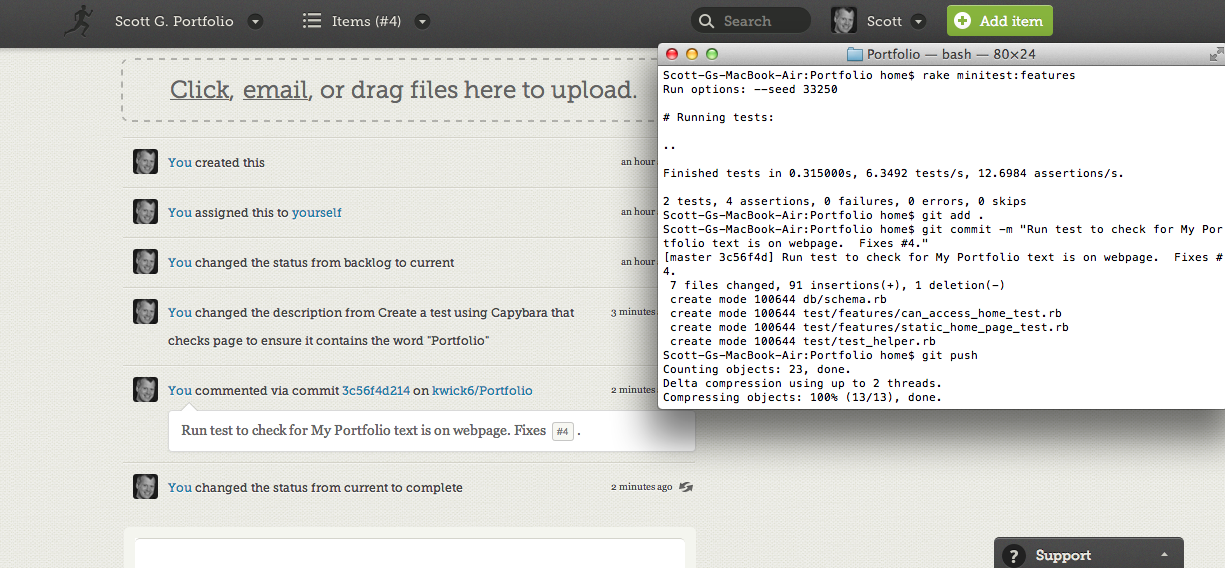 Scott G. Portfolio
Items (#4)
Search
Scott
Add item
Click, email, or drag files here to upload.
You created this
an hour
You assigned this to yourself
an hour
You changed the status from backlog to current
an hour
You changed the description from Create a test using Capybara that
checks page to ensure it contains the word "Portfolio"
3 minutes
You commented via commit 3c56f4d214 on kwick6/Portfolio
2 minutes
Run test to check for My Portfolio text is on webpage. Fixes #4 .
You changed the status from current to complete
2 minutes ago
Portfolio — bash — 80×24
Scott-Gs-MacBook-Air:Portfolio home$ rake minitest:features
Run options: --seed 33250
# Running tests:
..
Finished tests in 0.315000s, 6.3492 tests/s, 12.6984 assertions/s.
2 tests, 4 assertions, 0 failures, 0 errors, 0 skips
Scott-Gs-MacBook-Air:Portfolio home$ git add .
Scott-Gs-MacBook-Air:Portfolio home$ git commit -m "Run test to check for My Por
tfolio text is on webpage.  Fixes #4."
[master 3c56f4d] Run test to check for My Portfolio text is on webpage.  Fixes #
4.
7 files changed, 91 insertions(+), 1 deletion(-)
create mode 100644 db/schema.rb
create mode 100644 test/features/can_access_home_test.rb
create mode 100644 test/features/static_home_page_test.rb
create mode 100644 test/test_helper.rb
Scott-Gs-MacBook-Air:Portfolio home$ git push
Counting objects: 23, done.
Delta compression using up to 2 threads.
Compressing objects: 100% (13/13), done.
? Support